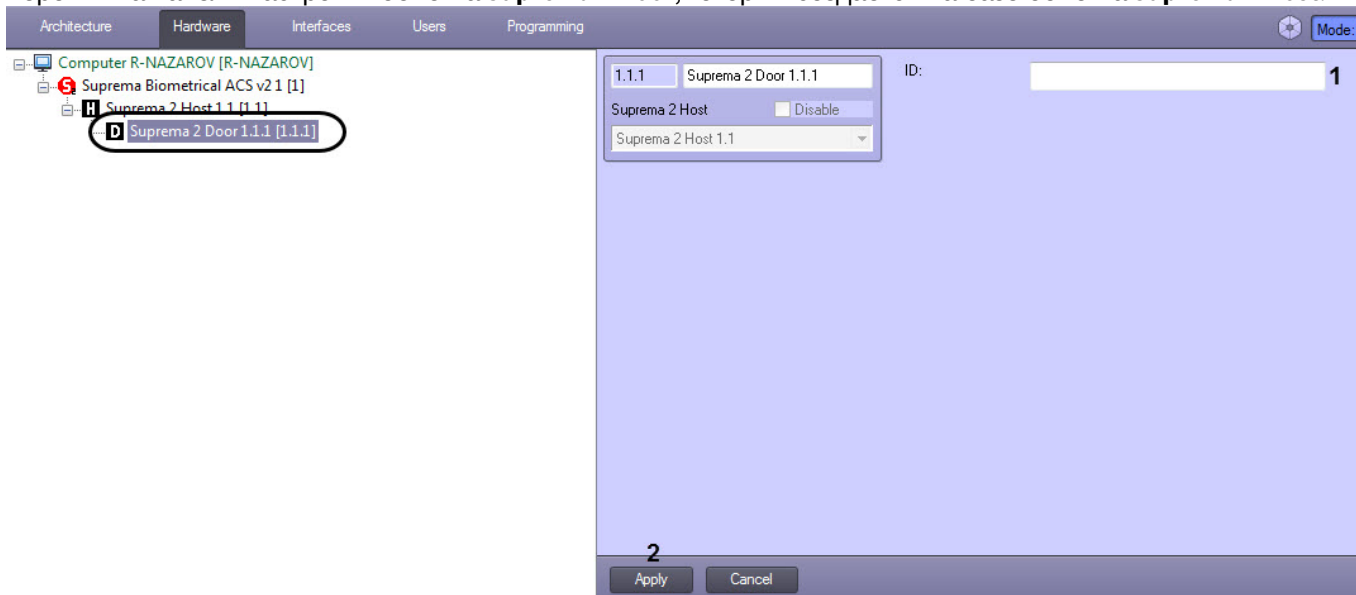 Architecture Hardware Interfaces Users Programming Mode:
Computer R-NAZAROV [R-NAZAROV]
Suprema Biometrical ACS v2 1 [1]
H Suprema 2 Host 1.1 [1.1]
D Suprema 2 Door 1.1.1 [1.1.1]
1.1.1 Suprema 2 Door 1.1.1
Suprema 2 Host Disable
Suprema 2 Host 1.1
ID: 1
2
Apply Cancel